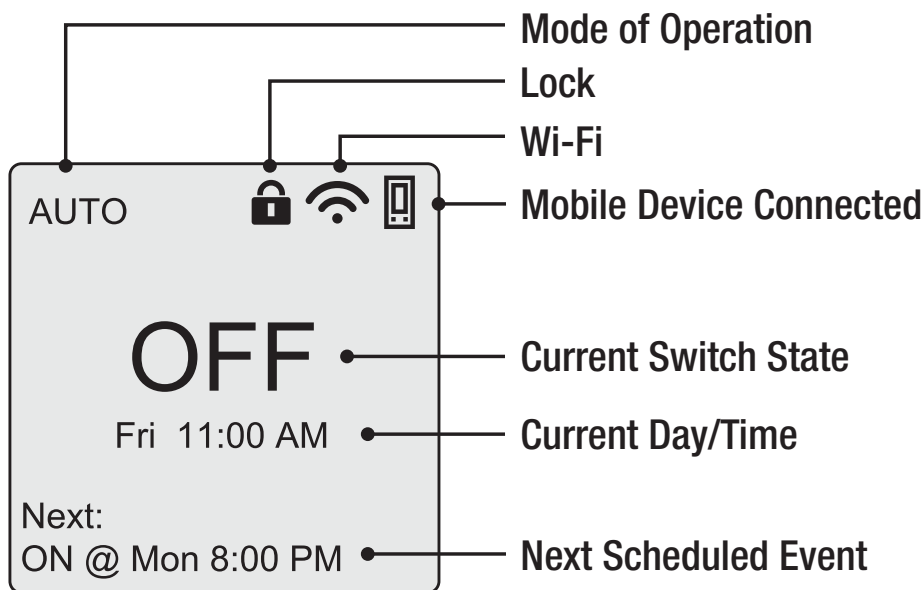 Mode of Operation
Lock
Wi-Fi
Mobile Device Connected
AUTO
OFF
Current Switch State
Fri 11:00 AM
Current Day/Time
Next:
ON @ Mon 8:00 PM
Next Scheduled Event